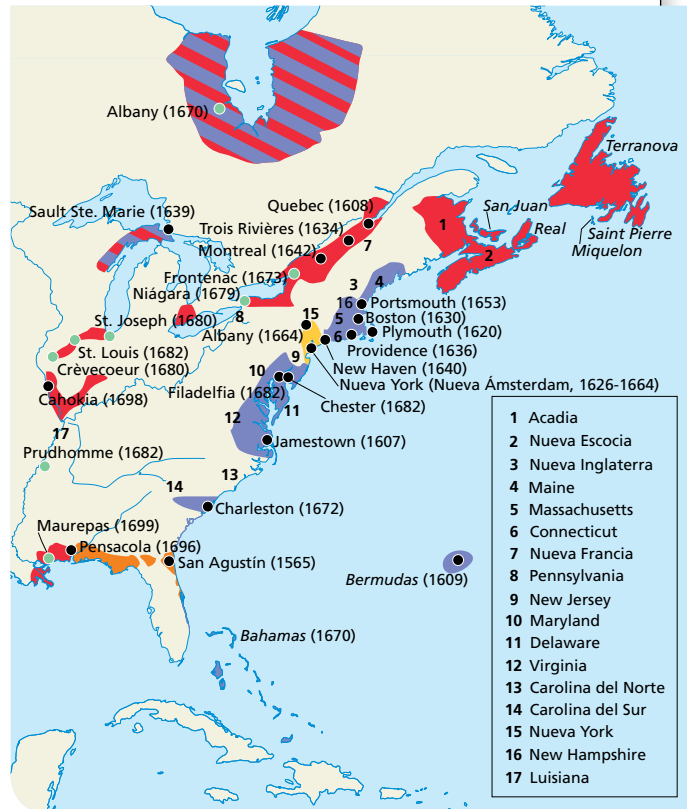 Albany (1670)
Terranova
Quebec (1608)
San Juan
Sault Ste. Marie (1639)
Trois Rivières (1634)
Real
1
Saint Pierre
Miquelon
Montreal (1642)
7
2
Frontenac (1673)
Niágara (1679)
3
4
8
15
16
Portsmouth (1653)
St. Joseph (1680)
5
Boston (1630)
Albany (1664)
6
Plymouth (1620)
St. Louis (1682)
Providence (1636)
Crèvecoeur (1680)
9
New Haven (1640)
10
Nueva York (Nueva Ámsterdam, 1626-1664)
Filadelfia (1682)
Cahokia (1698)
12
11
Chester (1682)
17
Jamestown (1607)
Prudhomme (1682)
13
14
Charleston (1672)
Maurepas (1699)
Pensacola (1696)
San Agustín (1565)
Bermudas (1609)
Bahamas (1670)
1 Acadia
2 Nueva Escocia
3 Nueva Inglaterra
4 Maine
5 Massachusetts
6 Connecticut
7 Nueva Francia
8 Pennsylvania
9 New Jersey
10 Maryland
11 Delaware
12 Virginia
13 Carolina del Norte
14 Carolina del Sur
15 Nueva York
16 New Hampshire
17 Luisiana